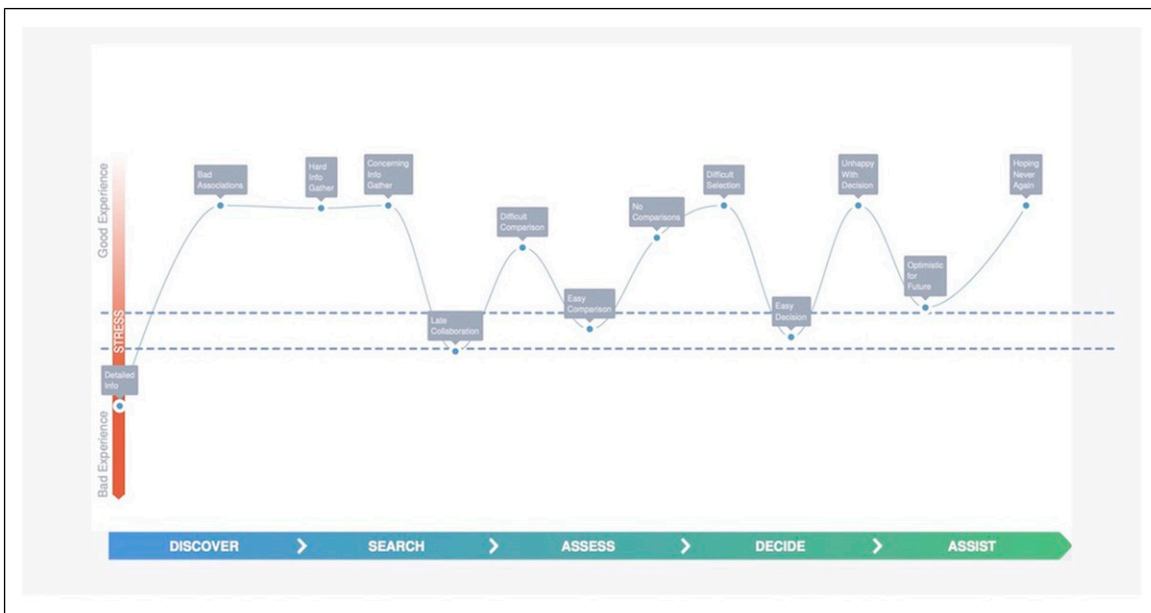 Good Experience
STRESS
Bad Experience
Detailed
Info
Bad
Associations
Hard
Info
Gather
Concerning
Info
Gather
Late
Collaboration
Difficult
Comparison
Easy
Comparison
No
Comparisons
Difficult
Selection
Easy
Decision
Unhappy
With
Decision
Optimistic
for
Future
Hoping
Never
Again
DISCOVER
SEARCH
ASSESS
DECIDE
ASSIST